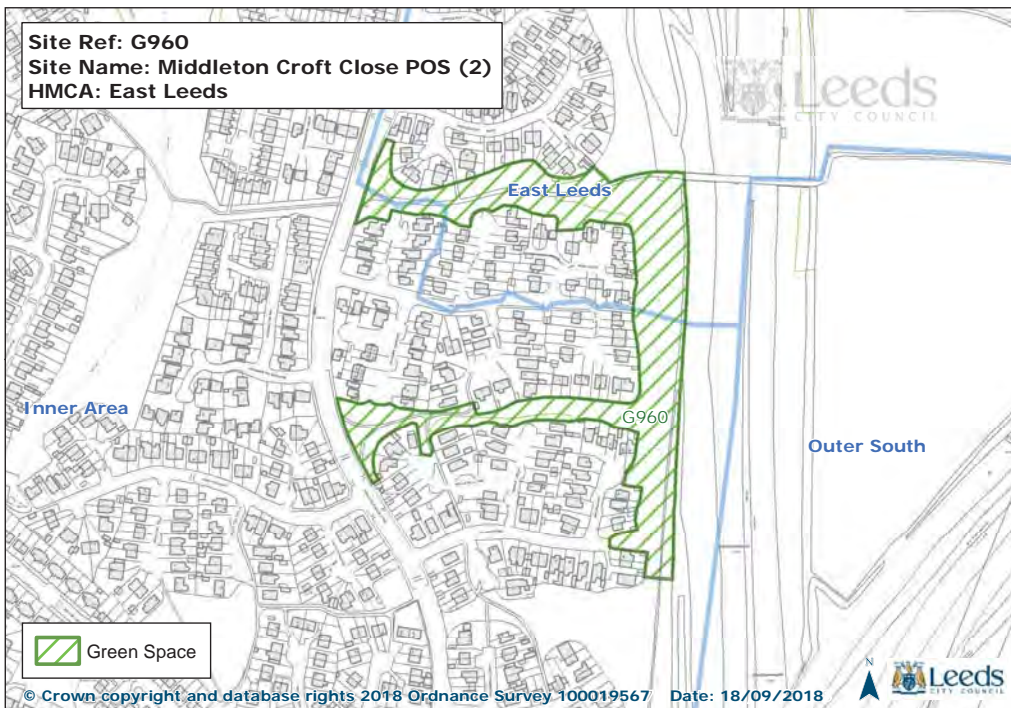 Site Ref: G960
Site Name: Middleton Croft Close POS (2)
HMCA: East Leeds
Leeds
CITY COUNCIL
East Leeds
Inner Area
G960
Outer South
Green Space
© Crown copyright and database rights 2018 Ordnance Survey 100019567 Date: 18/09/2018
N
Leeds
CITY COUNCIL